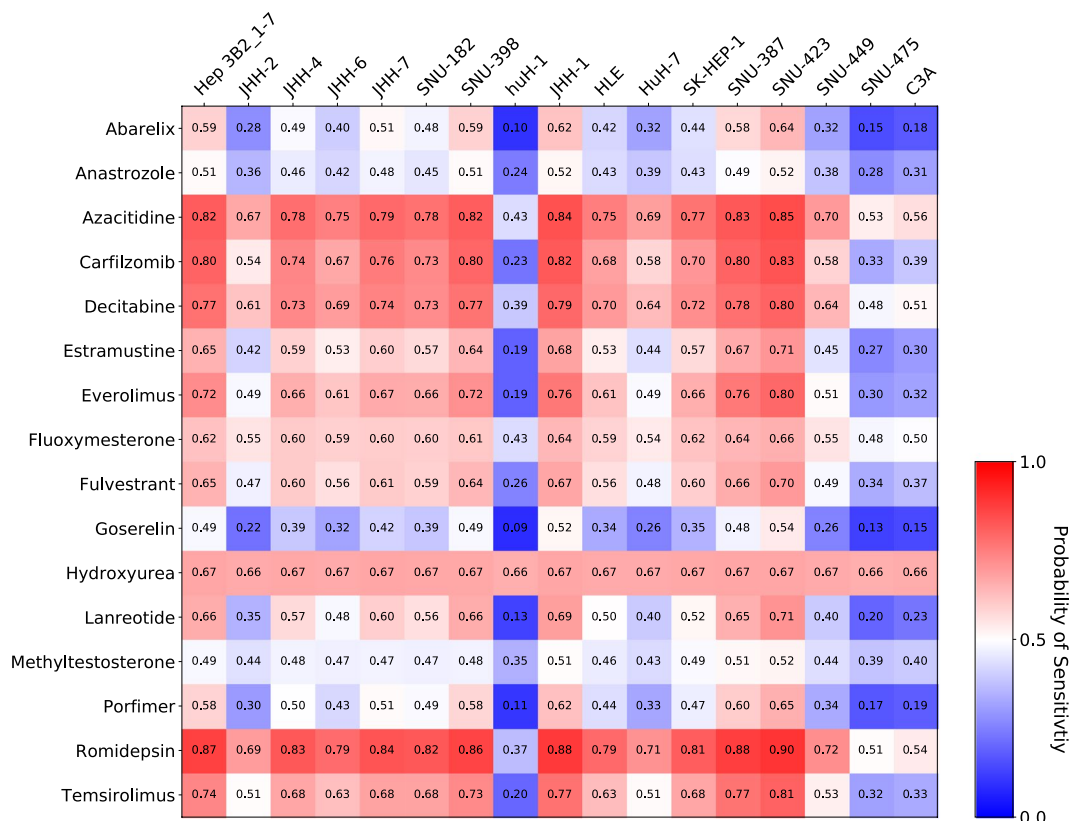 Hep 3B2_1-7 JHH-2 JHH-4 JHH-6 JHH-7 SNU-182 SNU-398 huH-1 JHH-1 HLE HuH-7 SK-HEP-1 SNU-387 SNU-423 SNU-449 SNU-475 C3A
Abarelix 0.59 0.28 0.49 0.40 0.51 0.48 0.59 0.10 0.62 0.42 0.32 0.44 0.58 0.64 0.32 0.15 0.18
Anastrozole 0.51 0.36 0.46 0.42 0.48 0.45 0.51 0.24 0.52 0.43 0.39 0.43 0.49 0.52 0.38 0.28 0.31
Azacitidine 0.82 0.67 0.78 0.75 0.79 0.78 0.82 0.43 0.84 0.75 0.69 0.77 0.83 0.85 0.70 0.53 0.56
Carfilzomib 0.80 0.54 0.74 0.67 0.76 0.73 0.80 0.23 0.82 0.68 0.58 0.70 0.80 0.83 0.58 0.33 0.39
Decitabine 0.77 0.61 0.73 0.69 0.74 0.73 0.77 0.39 0.79 0.70 0.64 0.72 0.78 0.80 0.64 0.48 0.51
Estramustine 0.65 0.42 0.59 0.53 0.60 0.57 0.64 0.19 0.68 0.53 0.44 0.57 0.67 0.71 0.45 0.27 0.30
Everolimus 0.72 0.49 0.66 0.61 0.67 0.66 0.72 0.19 0.76 0.61 0.49 0.66 0.76 0.80 0.51 0.30 0.32
Fluoxymesterone 0.62 0.55 0.60 0.59 0.60 0.60 0.61 0.43 0.64 0.59 0.54 0.62 0.64 0.66 0.55 0.48 0.50
Fulvestrant 0.65 0.47 0.60 0.56 0.61 0.59 0.64 0.26 0.67 0.56 0.48 0.60 0.66 0.70 0.49 0.34 0.37
Goserelin 0.49 0.22 0.39 0.32 0.42 0.39 0.49 0.09 0.52 0.34 0.26 0.35 0.48 0.54 0.26 0.13 0.15
Hydroxyurea 0.67 0.66 0.67 0.67 0.67 0.67 0.67 0.66 0.67 0.67 0.67 0.67 0.67 0.67 0.67 0.66 0.66
Lanreotide 0.66 0.35 0.57 0.48 0.60 0.56 0.66 0.13 0.69 0.50 0.40 0.52 0.65 0.71 0.40 0.20 0.23
Methyltestosterone 0.49 0.44 0.48 0.47 0.47 0.47 0.48 0.35 0.51 0.46 0.43 0.49 0.51 0.52 0.44 0.39 0.40
Porfimer 0.58 0.30 0.50 0.43 0.51 0.49 0.58 0.11 0.62 0.44 0.33 0.47 0.60 0.65 0.34 0.17 0.19
Romidepsin 0.87 0.69 0.83 0.79 0.84 0.82 0.86 0.37 0.88 0.79 0.71 0.81 0.88 0.90 0.72 0.51 0.54
Temsirolimus 0.74 0.51 0.68 0.63 0.68 0.68 0.73 0.20 0.77 0.63 0.51 0.68 0.77 0.81 0.53 0.32 0.33
1.0
0.5
0.0
Probability of Sensitivtiy